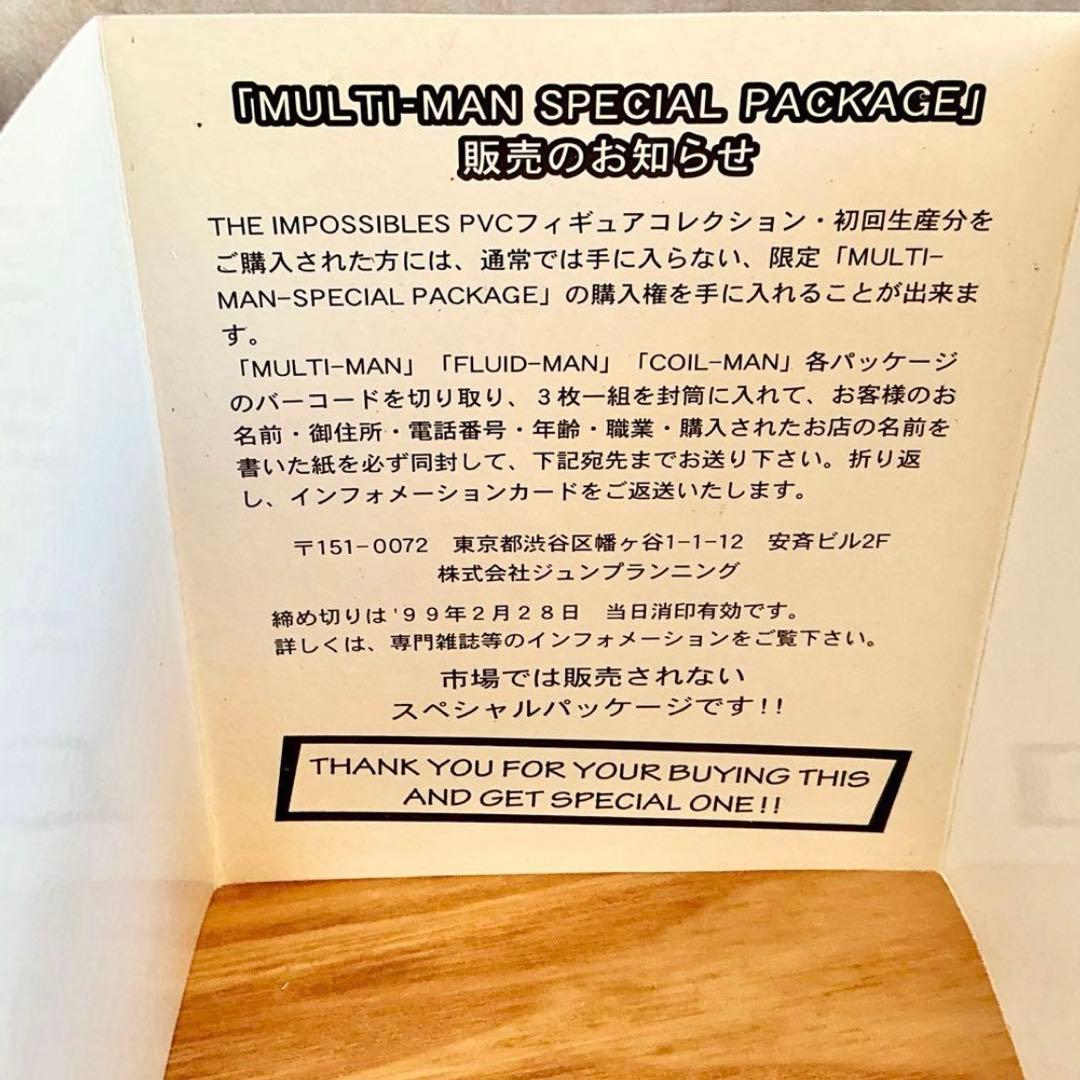 「MULTI-MAN SPECIAL PACKAGE」
販売のお知らせ
THE IMPOSSIBLES PVCフィギュアコレクション・初回生産分を
ご購入された方には、通常では手に入らない、限定「MULTI-
MAN-SPECIAL PACKAGE」の購入権を手に入れることが出来ま
す。
「MULTI-MAN」「FLUID-MAN」「COIL-MAN」各パッケージ
のバーコードを切り取り、３枚一組を封筒に入れて、お客様のお
名前・御住所・電話番号・年齢・職業・購入されたお店の名前を
書いた紙を必ず同封して、下記宛先までお送り下さい。折り返
し、インフォメーションカードをご返送いたします。
〒151-0072　東京都渋谷区幡ヶ谷1-1-12　安斉ビル2F
株式会社ジュンプランニング
締め切りは'９９年２月２８日　当日消印有効です。
詳しくは、専門雑誌等のインフォメーションをご覧下さい。
市場では販売されない
スペシャルパッケージです!!
THANK YOU FOR YOUR BUYING THIS
AND GET SPECIAL ONE!!